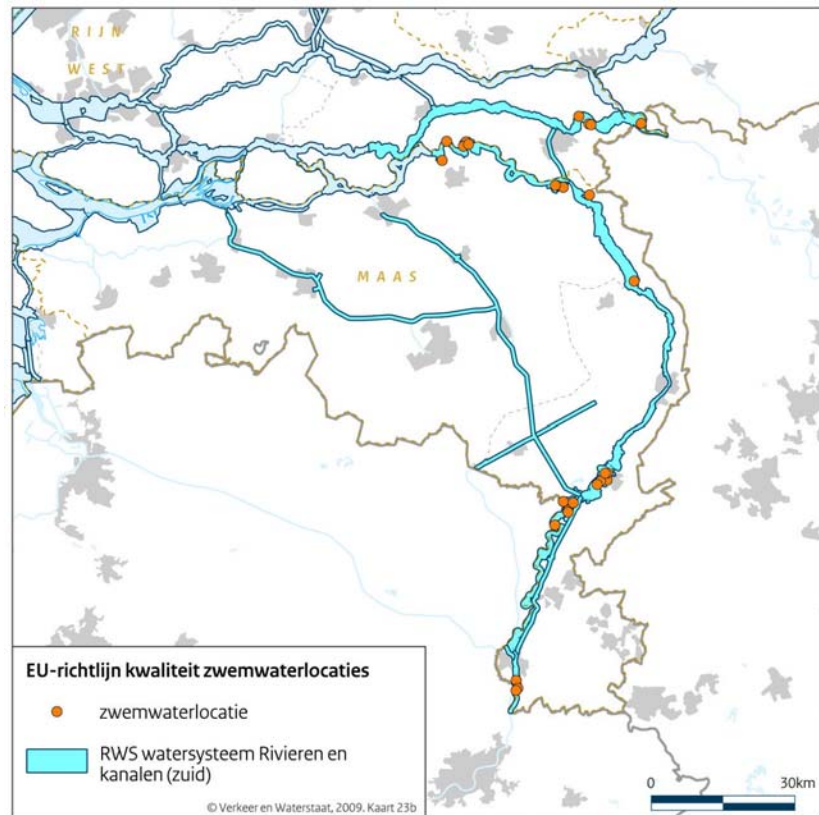 RIJN
WEST
MAAS
EU-richtlijn kwaliteit zwemwaterlocaties
zwemwaterlocatie
RWS watersysteem Rivieren en
kanalen (zuid)
© Verkeer en Waterstaat, 2009. Kaart 23b
0 30km